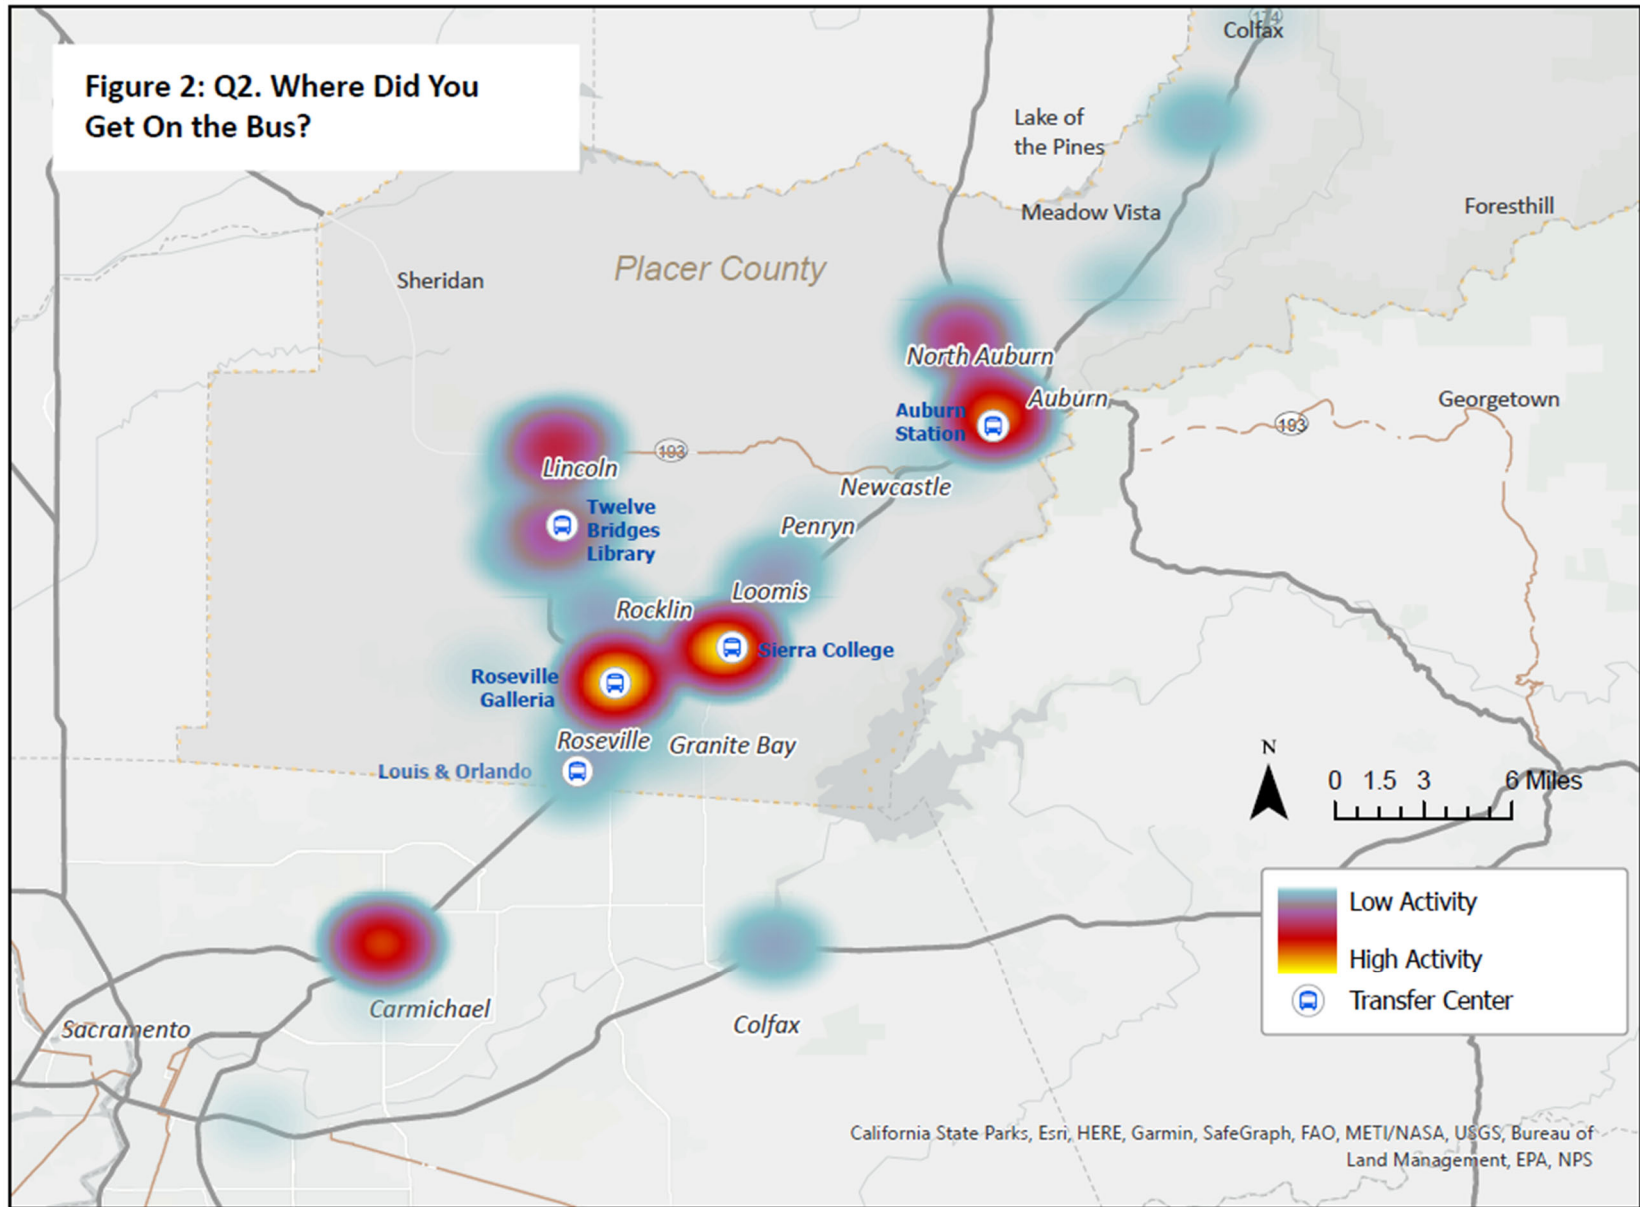 Figure 2: Q2. Where Did You
Get On the Bus?
174
Colfax
Lake of
the Pines
Meadow Vista
Foresthill
Placer County
Sheridan
North Auburn
Auburn
Auburn
Station
Georgetown
193
193
Lincoln
Newcastle
Twelve
Bridges
Library
Penryn
Loomis
Rocklin
Sierra College
Roseville
Galleria
Roseville
Granite Bay
Louis & Orlando
N
0 1.5 3 6 Miles
Low Activity
High Activity
Transfer Center
Carmichael
Sacramento
Colfax
California State Parks, Esri, HERE, Garmin, SafeGraph, FAO, METI/NASA, USGS, Bureau of
Land Management, EPA, NPS